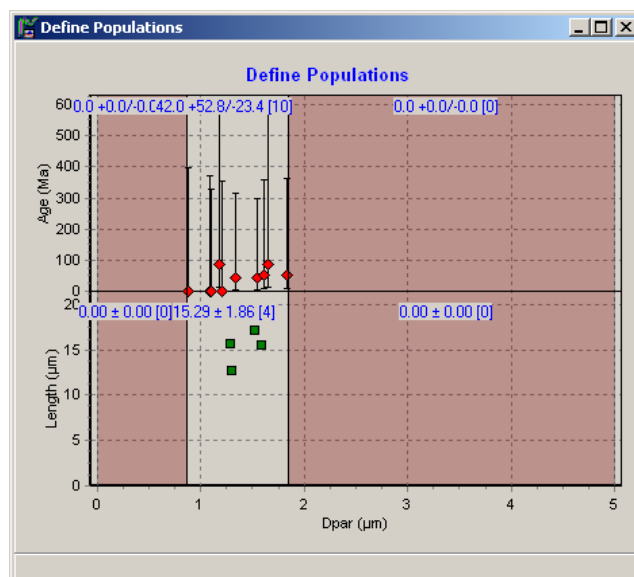 Define Populations
Define Populations
Age (Ma)
600
500
400
300
200
100
0
0.0 +0.0/-0.0
42.0 +52.8/-23.4 [10]
0.0 +0.0/-0.0 [0]
Length (µm)
20
15
10
5
0
0.00 ± 0.00 [0]
15.29 ± 1.86 [4]
0.00 ± 0.00 [0]
0
1
2
3
4
5
Dpar (µm)